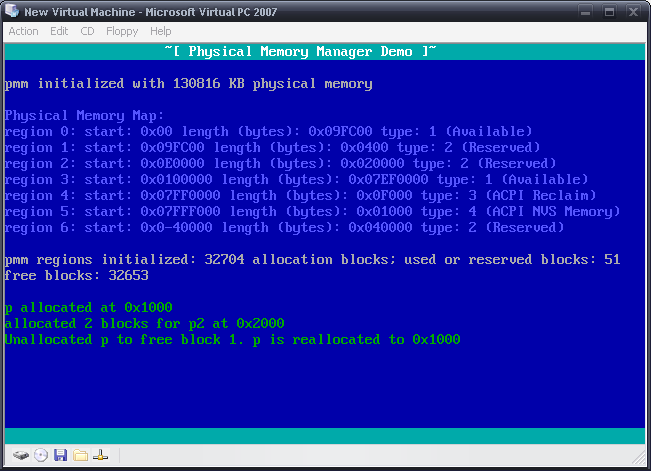 New Virtual Machine - Microsoft Virtual PC 2007
Action Edit CD Floppy Help
~[ Physical Memory Manager Demo ]~
pmm initialized with 130816 KB physical memory
Physical Memory Map:
region 0: start: 0x00 length (bytes): 0x09FC00 type: 1 (Available)
region 1: start: 0x09FC00 length (bytes): 0x0400 type: 2 (Reserved)
region 2: start: 0x0E0000 length (bytes): 0x020000 type: 2 (Reserved)
region 3: start: 0x0100000 length (bytes): 0x07EF0000 type: 1 (Available)
region 4: start: 0x07FF0000 length (bytes): 0x0F000 type: 3 (ACPI Reclaim)
region 5: start: 0x07FFF000 length (bytes): 0x01000 type: 4 (ACPI NVS Memory)
region 6: start: 0x0-40000 length (bytes): 0x040000 type: 2 (Reserved)
pmm regions initialized: 32704 allocation blocks; used or reserved blocks: 51
free blocks: 32653
p allocated at 0x1000
allocated 2 blocks for p2 at 0x2000
Unallocated p to free block 1. p is reallocated to 0x1000